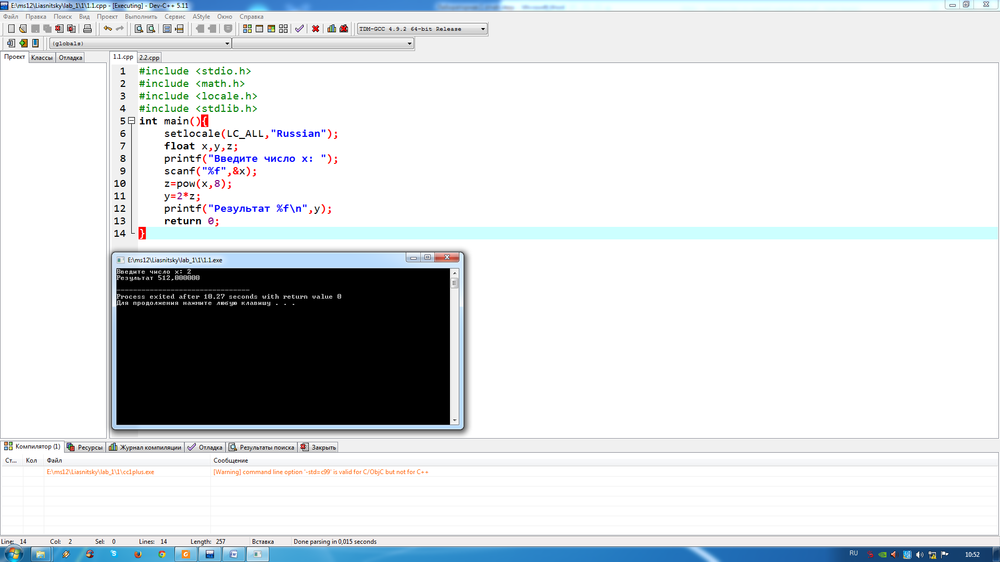 E:\ms12\Liasnitsky\lab_1\1\1.1.cpp - [Executing] - Dev-C++ 5.11
Файл Правка Поиск Вид Проект Выполнить Сервис AStyle Окно Справка
TDM-GCC 4.9.2 64-bit Release
(globals)
Проект Классы Отладка
1.1.cpp 2.2.cpp
1 #include <stdio.h>
2 #include <math.h>
3 #include <locale.h>
4 #include <stdlib.h>
5 int main(){
6 setlocale(LC_ALL,"Russian");
7 float x,y,z;
8 printf("Введите число x: ");
9 scanf("%f",&x);
10 z=pow(x,8);
11 y=2*z;
12 printf("Результат %f\n",y);
13 return 0;
14 }
E:\ms12\Liasnitsky\lab_1\1\1.1.exe
Введите число x: 2
Результат 512,000000
--------------------------------
Process exited after 10.27 seconds with return value 0
Для продолжения нажмите любую клавишу . . .
Компилятор (1) Ресурсы Журнал компиляции Отладка Результаты поиска Закрыть
Ст... Кол Файл Сообщение
E:\ms12\Liasnitsky\lab_1\1\cc1plus.exe [Warning] command line option '-std=c99' is valid for C/ObjC but not for C++
Line: 14 Col: 2 Sel: 0 Lines: 14 Length: 257 Вставка Done parsing in 0,015 seconds
RU 10:52